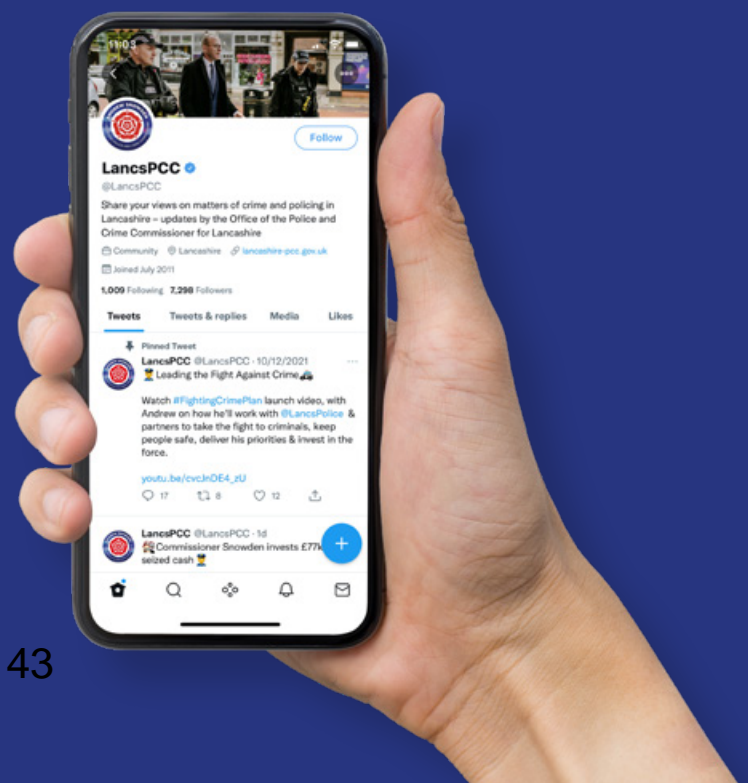 11:05
Follow
LancsPCC
@LancsPCC
Share your views on matters of crime and policing in
Lancashire – updates by the Office of the Police and
Crime Commissioner for Lancashire
Community Lancashire lancashire-pcc.gov.uk
Joined July 2011
1,009 Following 7,298 Followers
Tweets Tweets & replies Media Likes
Pinned Tweet
LancsPCC @LancsPCC · 10/12/2021 ...
Leading the Fight Against Crime
Watch #FightingCrimePlan launch video, with
Andrew on how he'll work with @LancsPolice &
partners to take the fight to criminals, keep
people safe, deliver his priorities & invest in the
force.
youtu.be/cvcJnDE4_zU
17 8 12
LancsPCC @LancsPCC · 1d
Commissioner Snowden invests £77k
seized cash
43